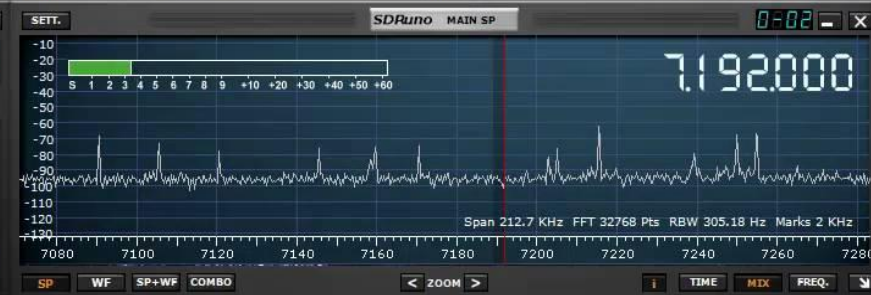 SETT. SDRuno MAIN SP 0-02
-10
-20
-30
-40
-50
-60
-70
-80
-90
-100
-110
-120
-130
S 1 2 3 4 5 6 7 8 9 +10 +20 +30 +40 +50 +60
7.192.000
Span 212.7 KHz FFT 32768 Pts RBW 305.18 Hz Marks 2 KHz
7080 7100 7120 7140 7160 7180 7200 7220 7240 7260 7280
SP WF SP+WF COMBO < ZOOM > i TIME MIX FREQ.